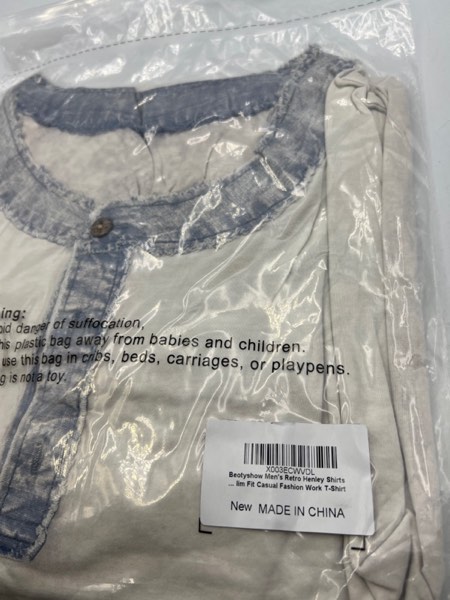 ing:
oid danger of suffocation,
his plastic bag away from babies and children.
use this bag in cribs, beds, carriages, or playpens.
g is not a toy.
X003ECWVDL
Beotyshow Men's Retro Henley Shirts
... lim Fit Casual Fashion Work T-Shirt
New MADE IN CHINA